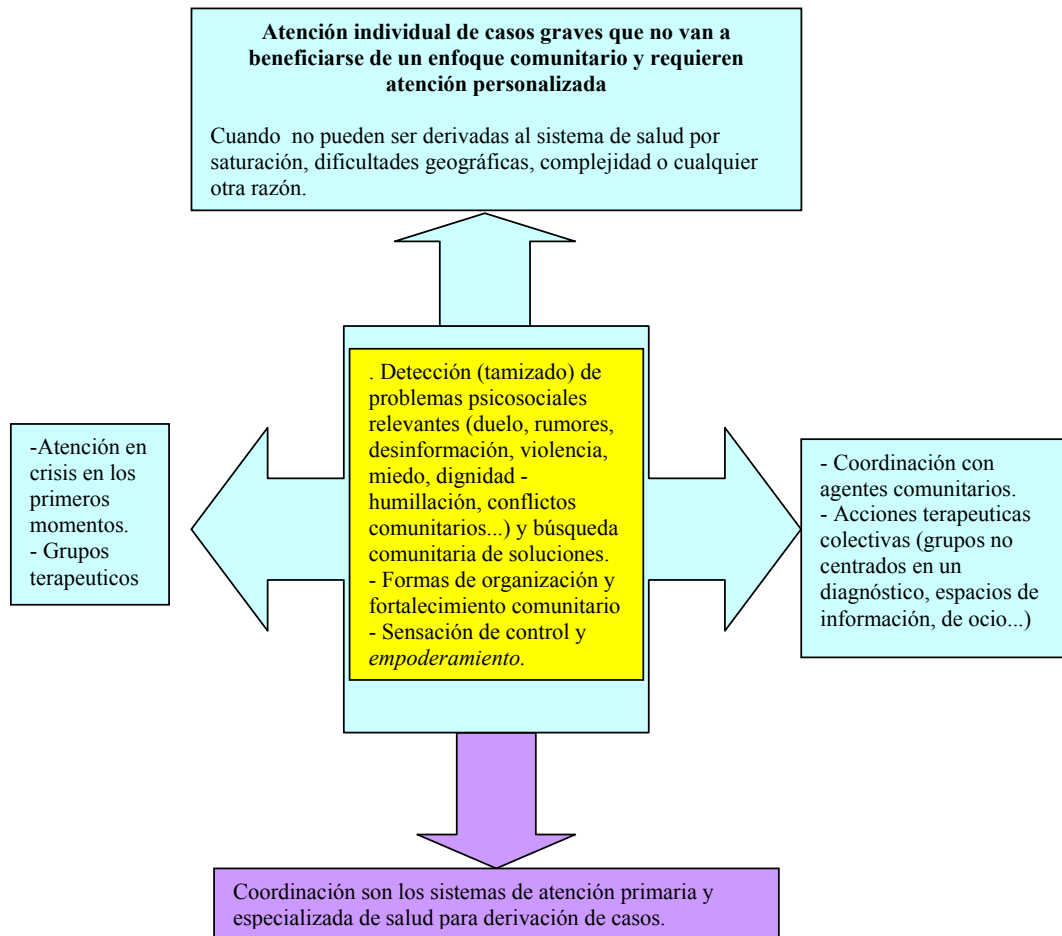 Atención individual de casos graves que no van a
beneficiarse de un enfoque comunitario y requieren
atención personalizada
Cuando no pueden ser derivadas al sistema de salud por
saturación, dificultades geográficas, complejidad o cualquier
otra razón.
-Atención en
crisis en los
primeros
momentos.
- Grupos
terapeuticos
. Detección (tamizado) de
problemas psicosociales
relevantes (duelo, rumores,
desinformación, violencia,
miedo, dignidad -
humillación, conflictos
comunitarios...) y búsqueda
comunitaria de soluciones.
- Formas de organización y
fortalecimiento comunitario
- Sensación de control y
empoderamiento.
- Coordinación con
agentes comunitarios.
- Acciones terapeuticas
colectivas (grupos no
centrados en un
diagnóstico, espacios de
información, de ocio...)
Coordinación son los sistemas de atención primaria y
especializada de salud para derivación de casos.